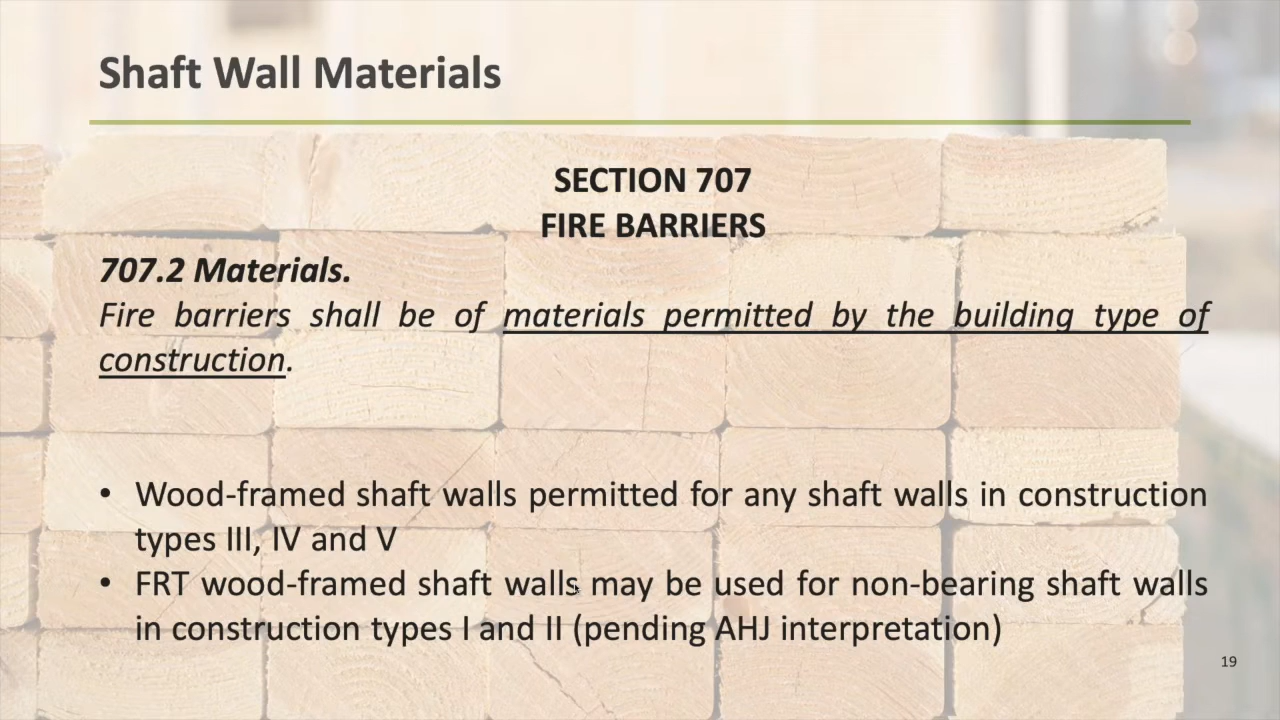 Shaft Wall Materials
SECTION 707
FIRE BARRIERS
707.2 Materials.
Fire barriers shall be of materials permitted by the building type of
construction.
• Wood-framed shaft walls permitted for any shaft walls in construction
types III, IV and V
• FRT wood-framed shaft walls may be used for non-bearing shaft walls
in construction types I and II (pending AHJ interpretation)
19